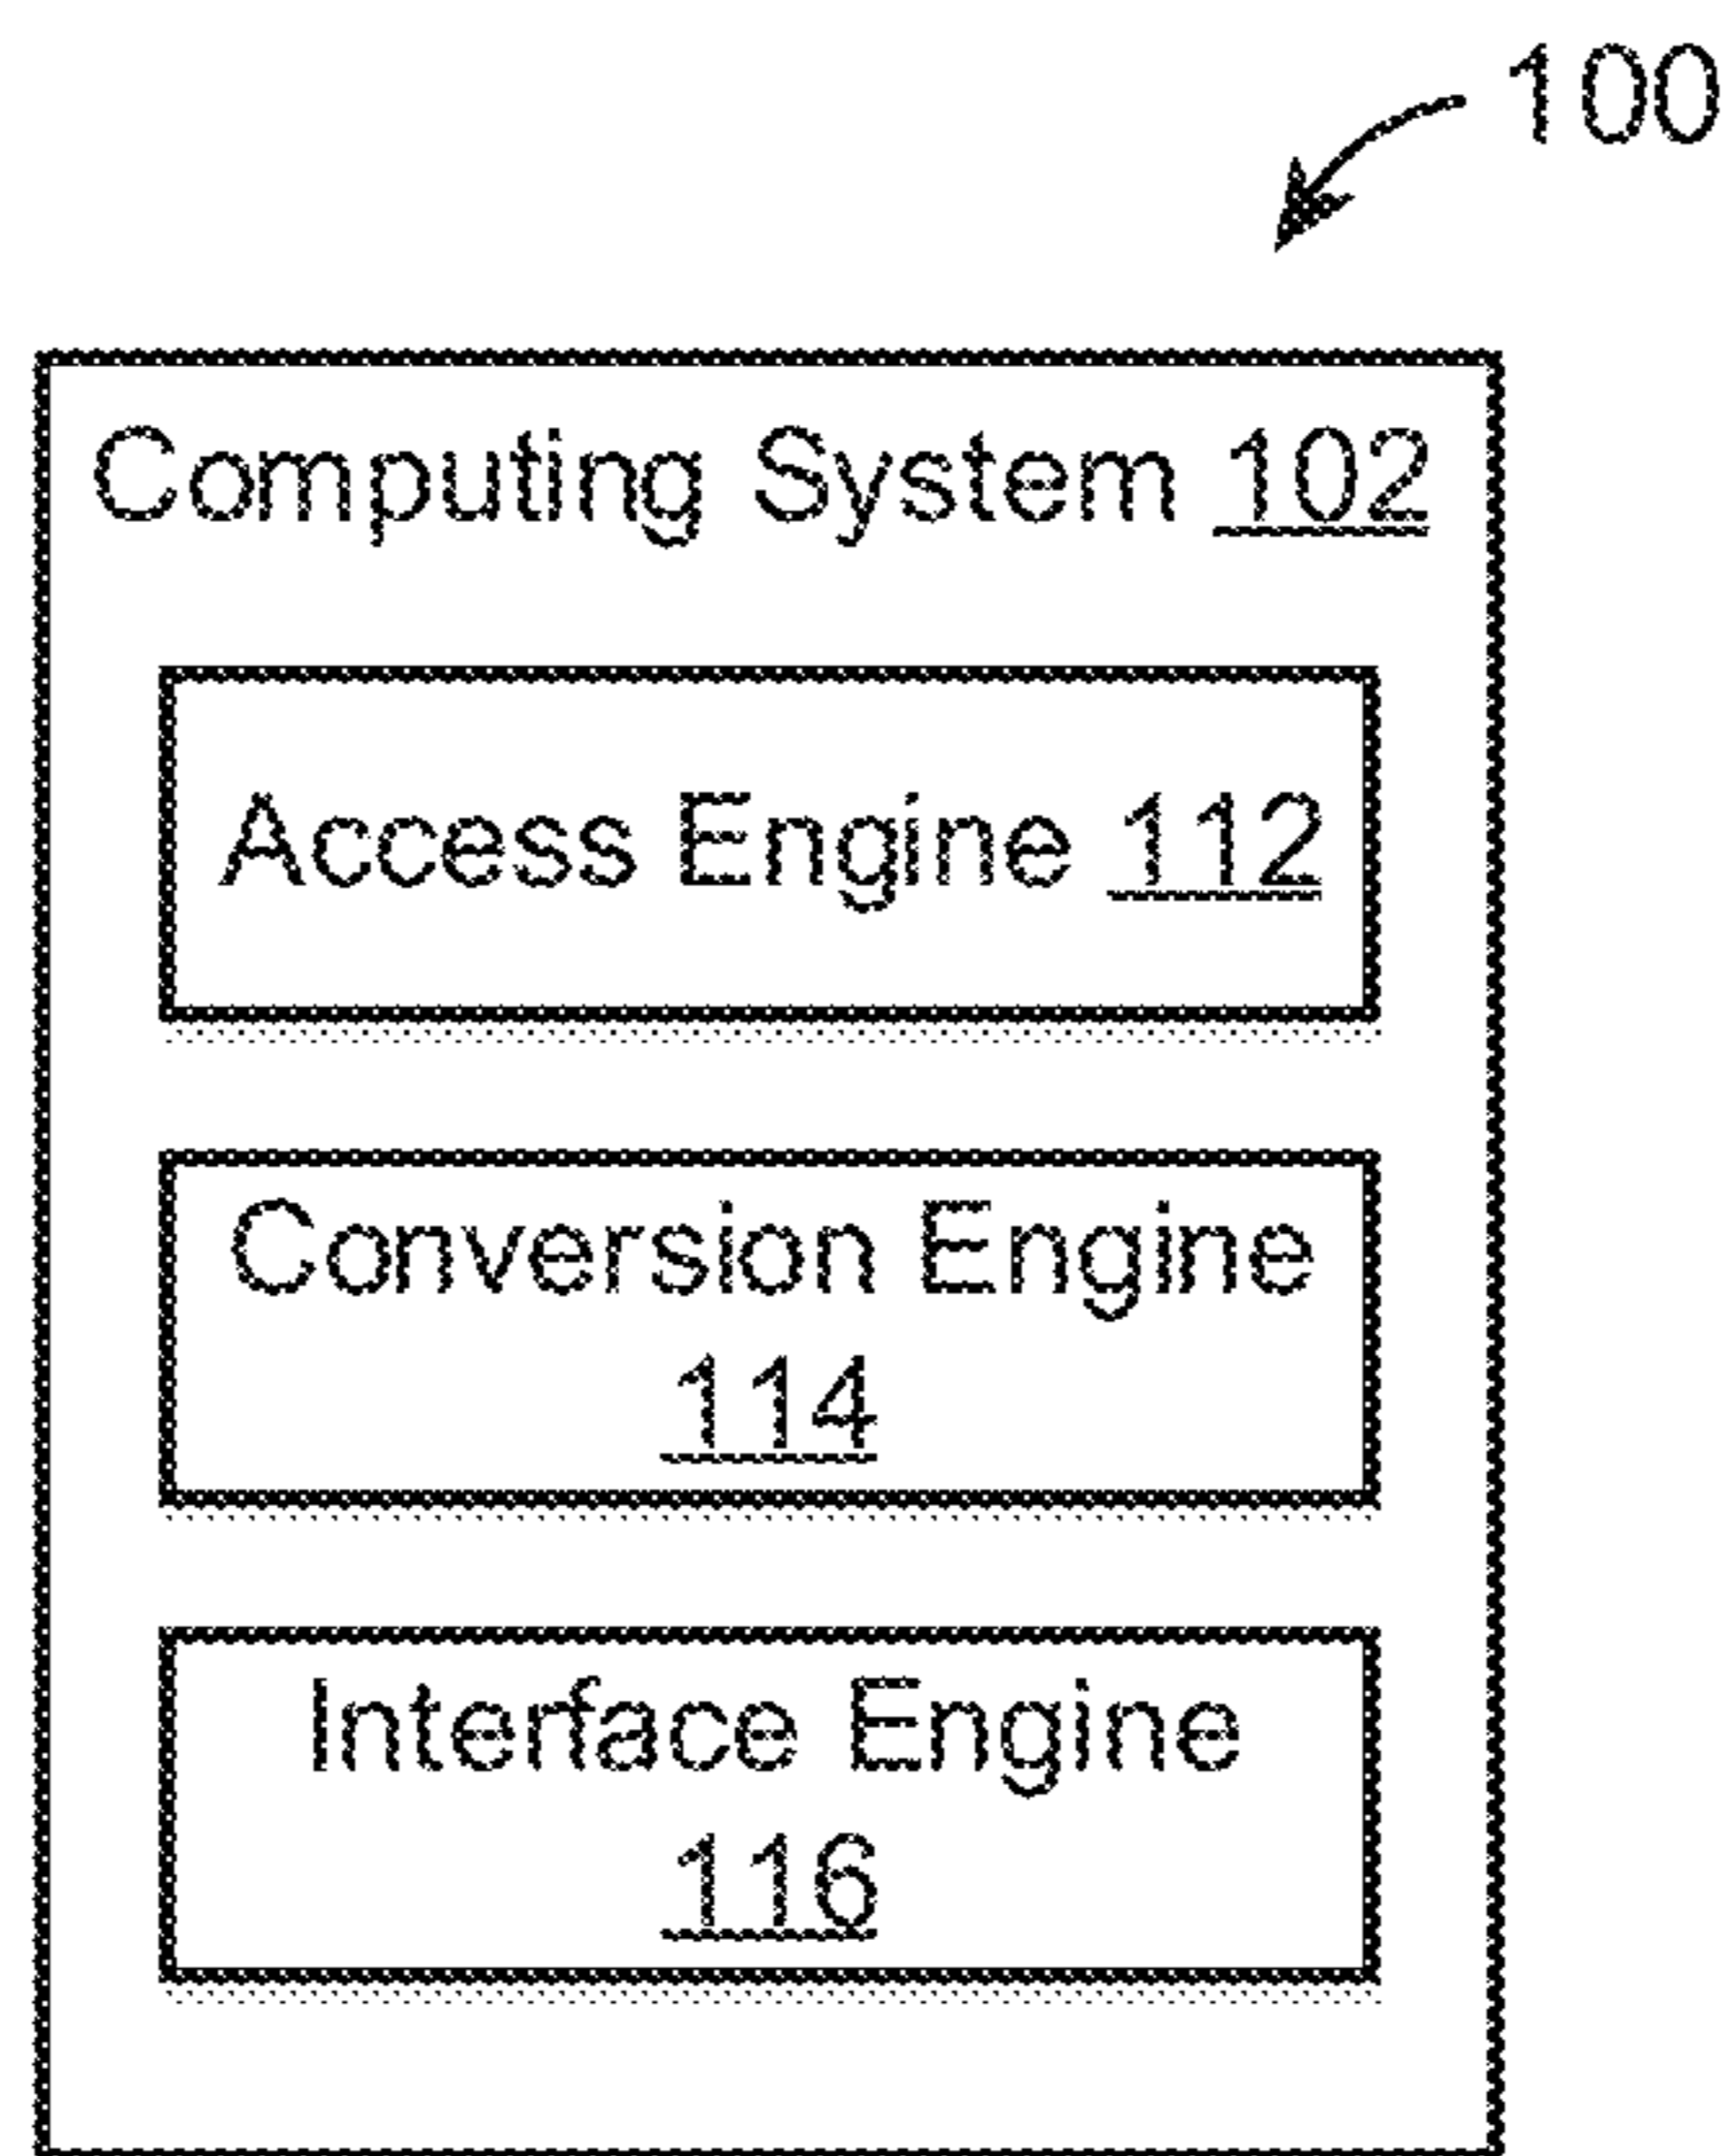 100
Computing System 102
Access Engine 112
Conversion Engine
114
Interface Engine
116